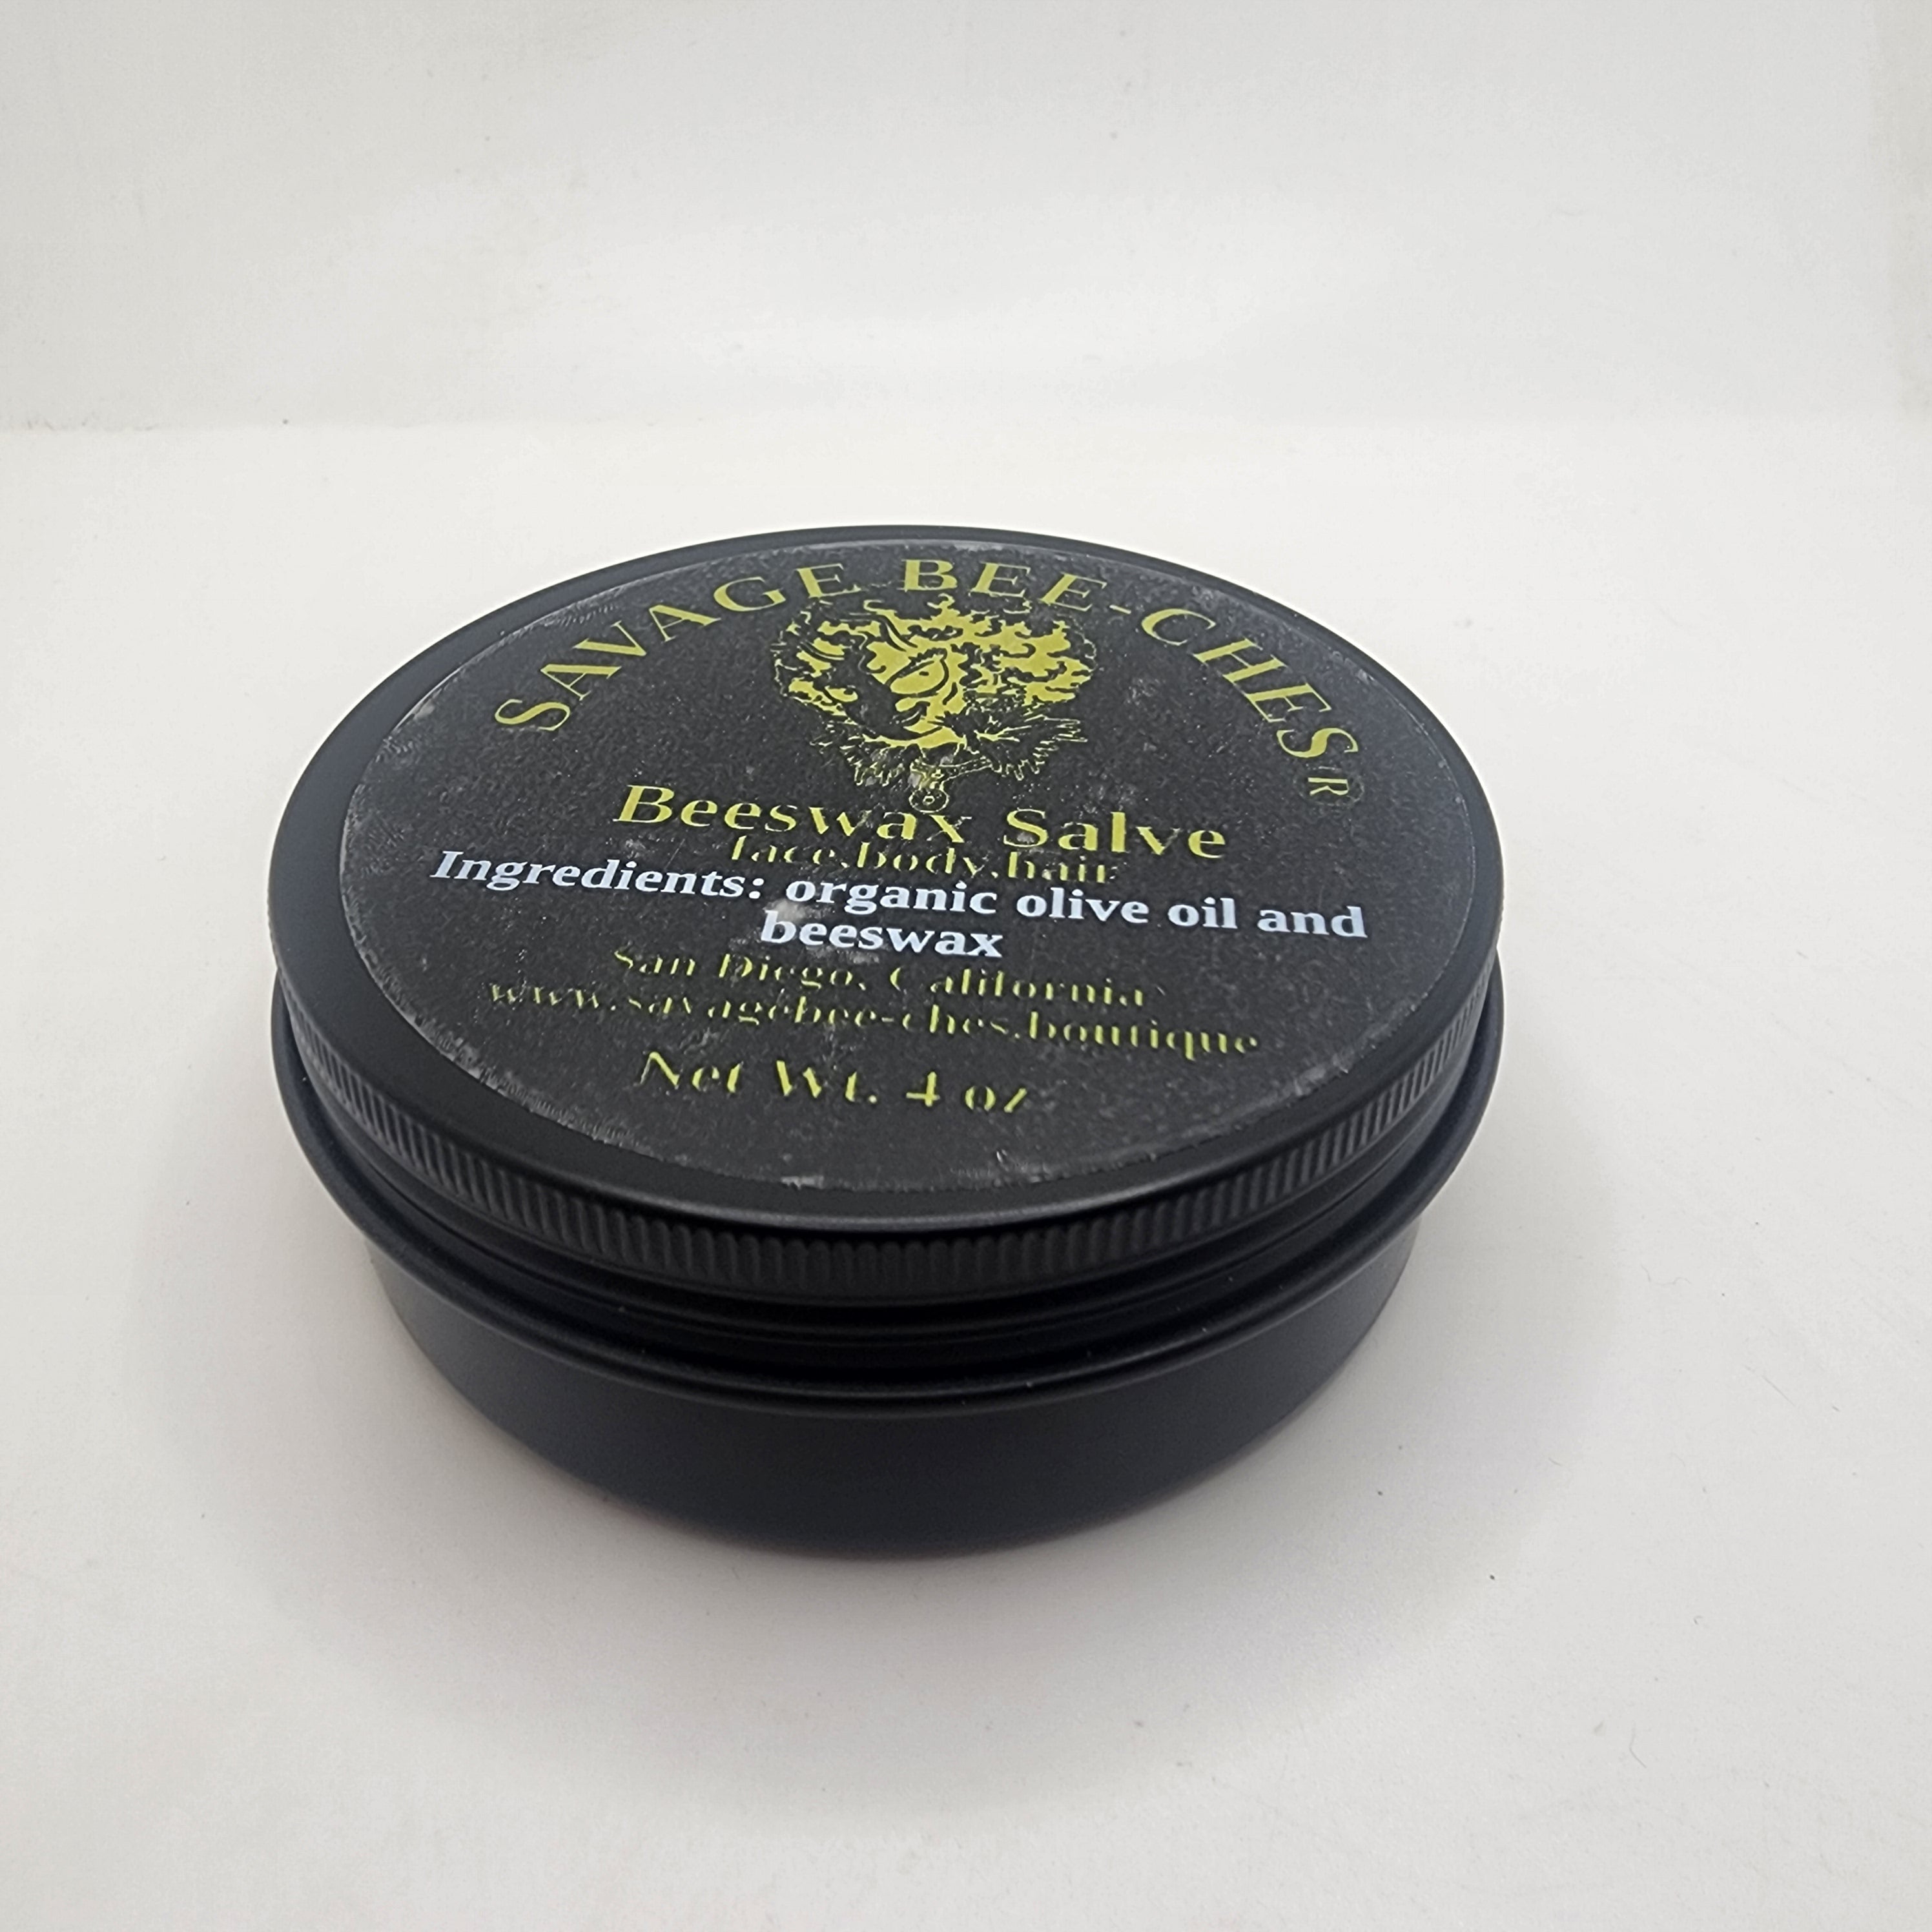 SAVAGE BEE-CHES®
Beeswax Salve
face,body,hair
Ingredients: organic olive oil and
beeswax
San Diego, California
www.savagebee-ches.boutique
Net Wt. 4 oz